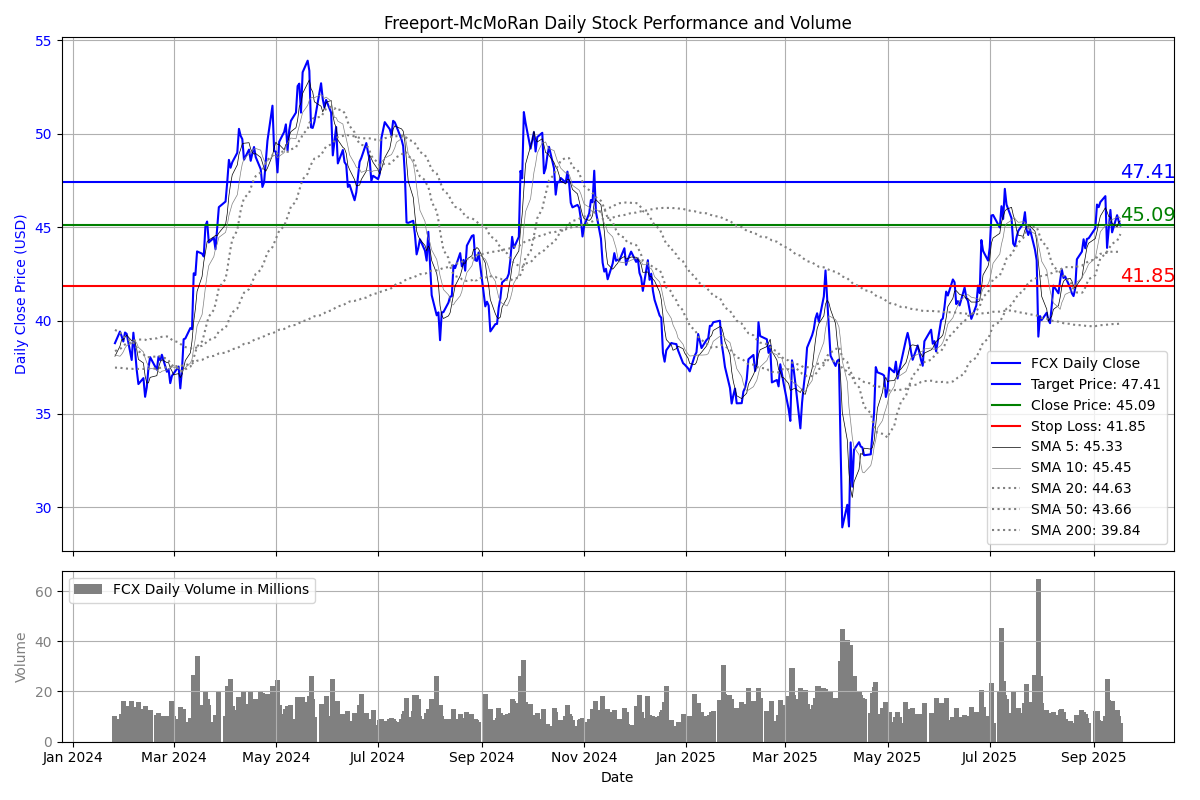 Freeport-McMoRan Daily Stock Performance and Volume
Daily Close Price (USD)
55
50
45
40
35
30
47.41
45.09
41.85
FCX Daily Close
Target Price: 47.41
Close Price: 45.09
Stop Loss: 41.85
SMA 5: 45.33
SMA 10: 45.45
SMA 20: 44.63
SMA 50: 43.66
SMA 200: 39.84
FCX Daily Volume in Millions
Volume
60
40
20
0
Jan 2024 Mar 2024 May 2024 Jul 2024 Sep 2024 Nov 2024 Jan 2025 Mar 2025 May 2025 Jul 2025 Sep 2025
Date